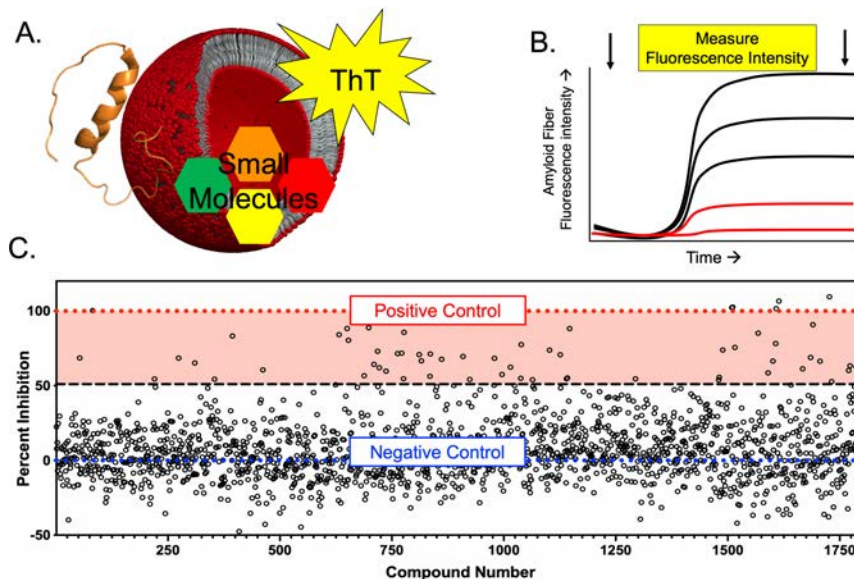 A.
ThT
Small
Molecules
B.
Measure
Fluorescence Intensity
Amyloid Fiber
Fluorescence intensity →
Time →
C.
Percent Inhibition
100
50
0
-50
Positive Control
Negative Control
250
500
750
1000
1250
1500
1750
Compound Number